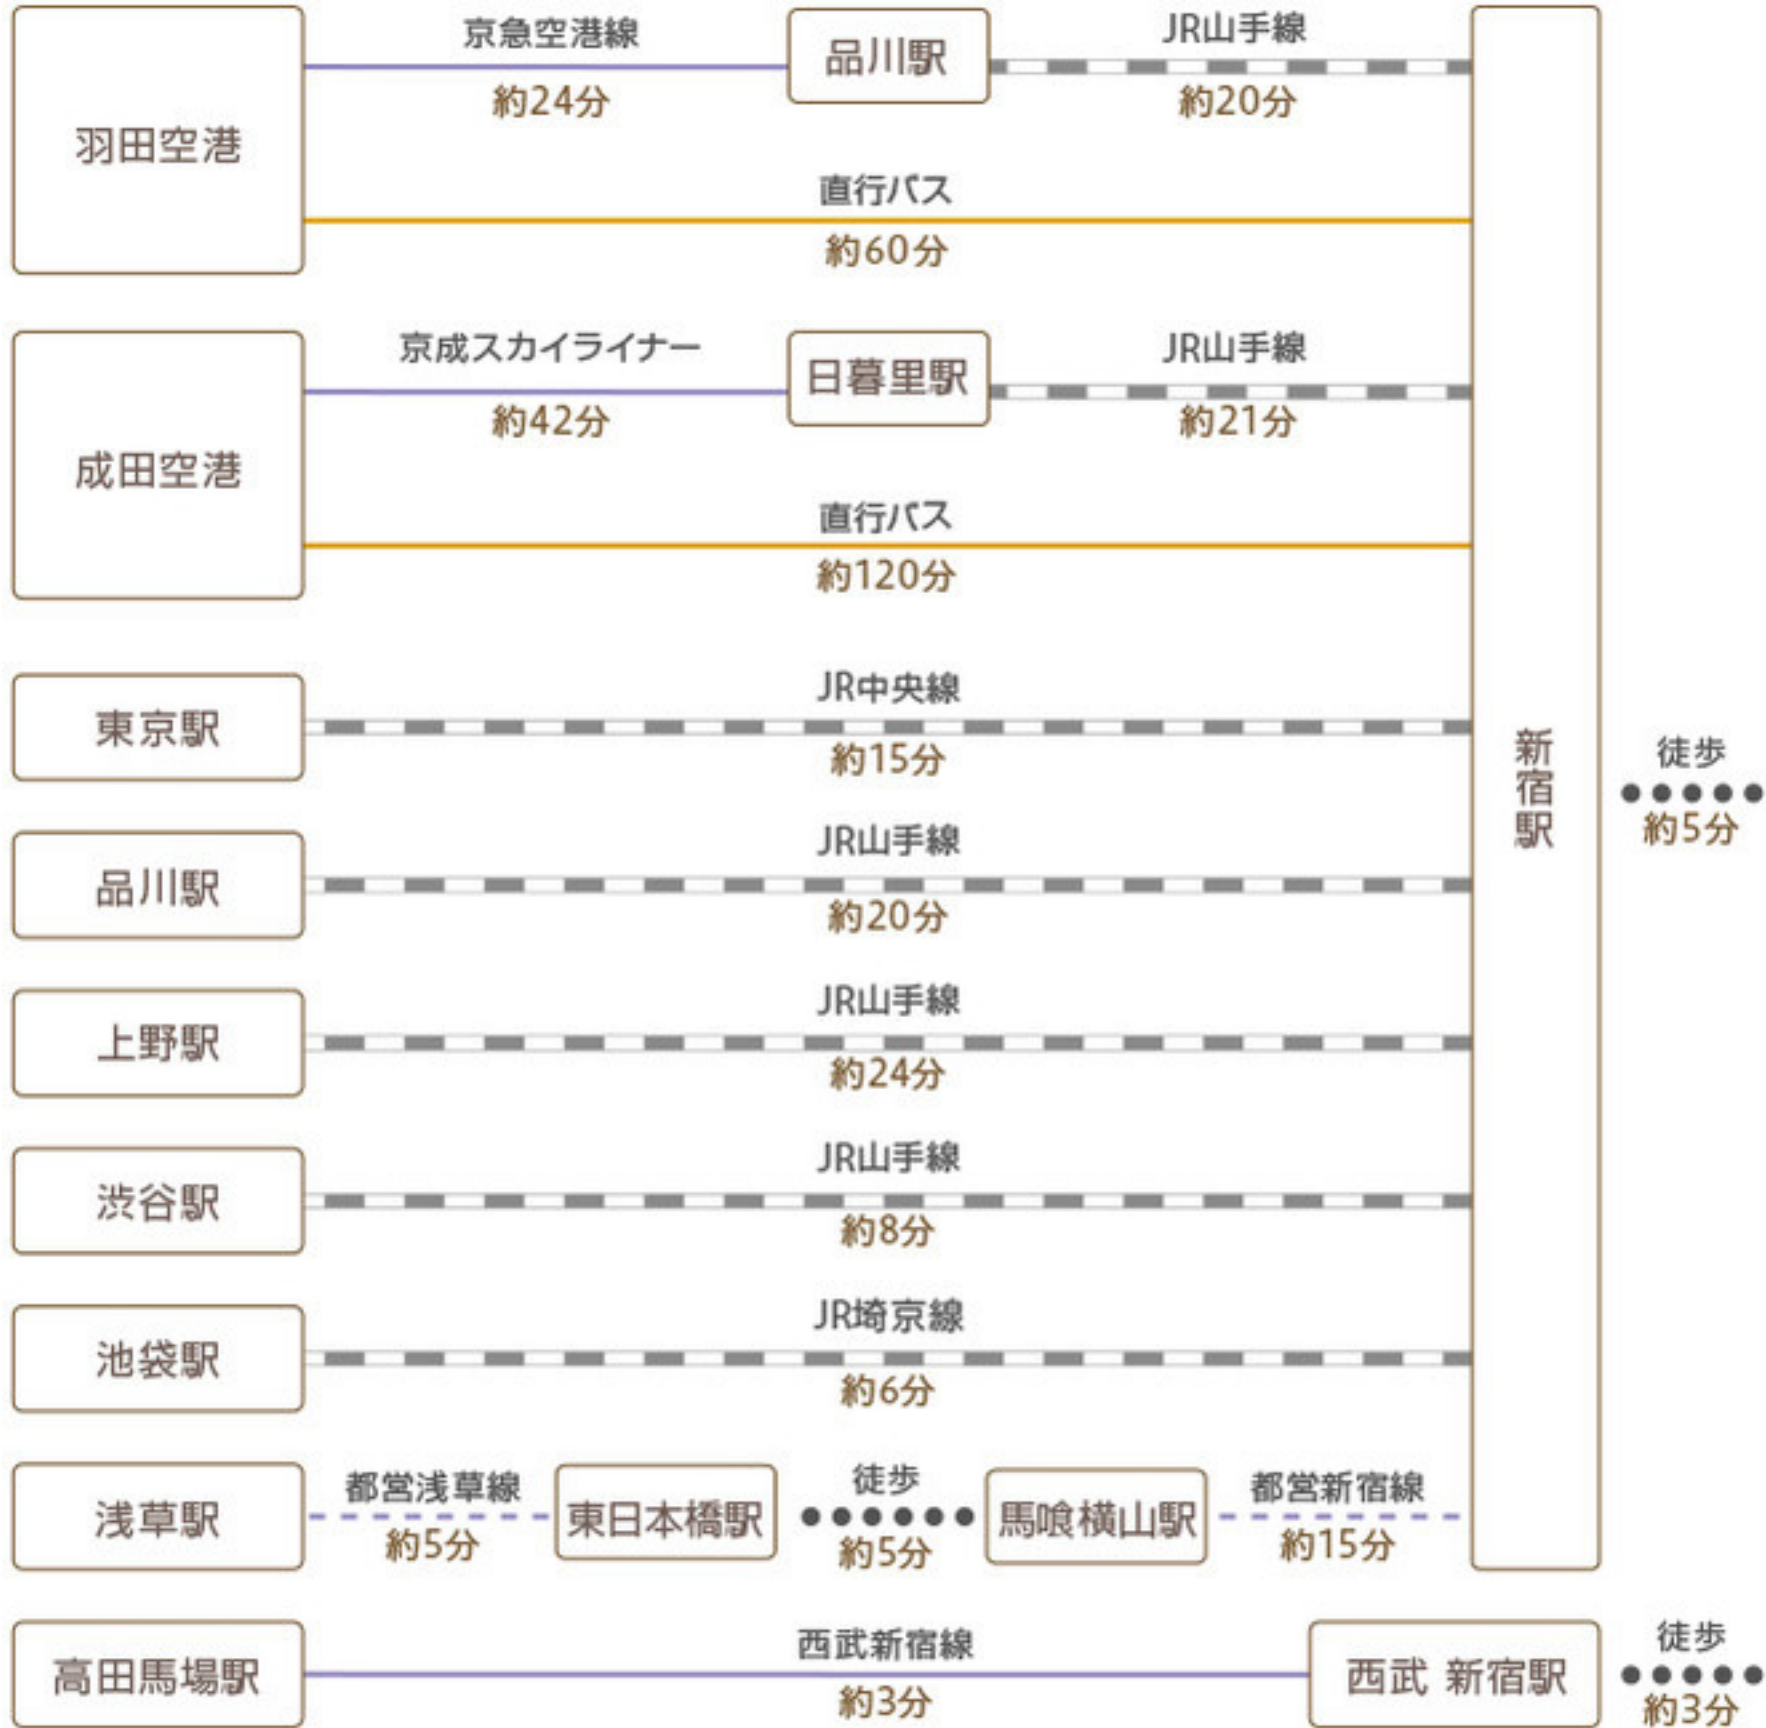 羽田空港
京急空港線
約24分
品川駅
JR山手線
約20分
直行バス
約60分
成田空港
京成スカイライナー
約42分
日暮里駅
JR山手線
約21分
直行バス
約120分
東京駅
JR中央線
約15分
品川駅
JR山手線
約20分
上野駅
JR山手線
約24分
渋谷駅
JR山手線
約8分
池袋駅
JR埼京線
約6分
浅草駅
都営浅草線
約5分
東日本橋駅
徒歩
約5分
馬喰横山駅
都営新宿線
約15分
新宿駅
徒歩
約5分
高田馬場駅
西武新宿線
約3分
西武 新宿駅
徒歩
約3分